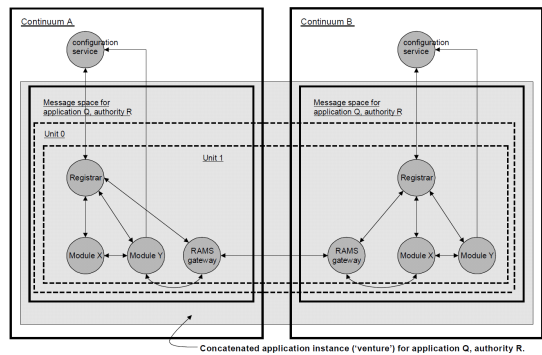 Continuum A
Continuum B
configuration
service
configuration
service
Message space for
application Q, authority R
Message space for
application Q, authority R
Unit 0
Unit 1
Registrar
Registrar
Module X
Module Y
RAMS
gateway
RAMS
gateway
Module X
Module Y
Concatenated application instance ('venture') for application Q, authority R.